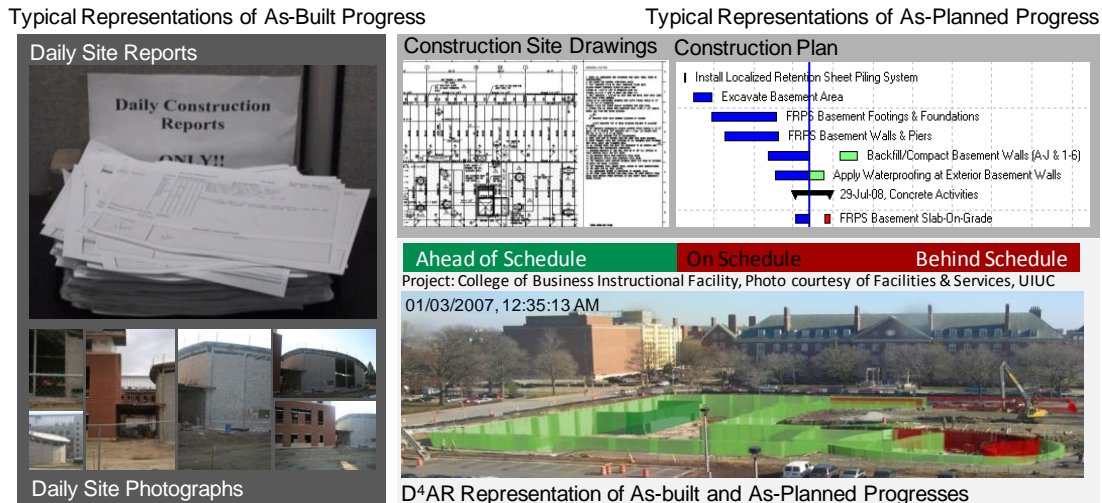 Typical Representations of As-Built Progress
Typical Representations of As-Planned Progress
Daily Site Reports
Daily Construction
Reports
ONLY!!
Daily Site Photographs
Construction Site Drawings
Construction Plan
Install Localized Retention Sheet Piling System
Excavate Basement Area
FRPS Basement Footings & Foundations
FRPS Basement Walls & Piers
Backfill/Compact Basement Walls (A-J & 1-6)
Apply Waterproofing at Exterior Basement Walls
29-Jul-08, Concrete Activities
FRPS Basement Slab-On-Grade
Ahead of Schedule
On Schedule
Behind Schedule
Project: College of Business Instructional Facility, Photo courtesy of Facilities & Services, UIUC
01/03/2007, 12:35:13 AM
D⁴AR Representation of As-built and As-Planned Progresses